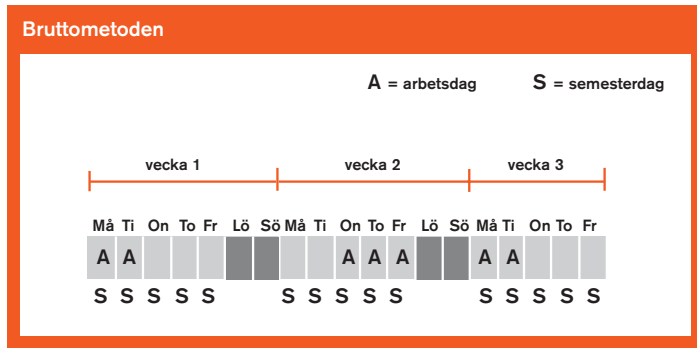 Bruttometoden
A = arbetsdag S = semesterdag
vecka 1 vecka 2 vecka 3
Må Ti On To Fr Lö Sö Må Ti On To Fr Lö Sö Må Ti On To Fr
A A A A A A A
S S S S S S S S S S S S S S S